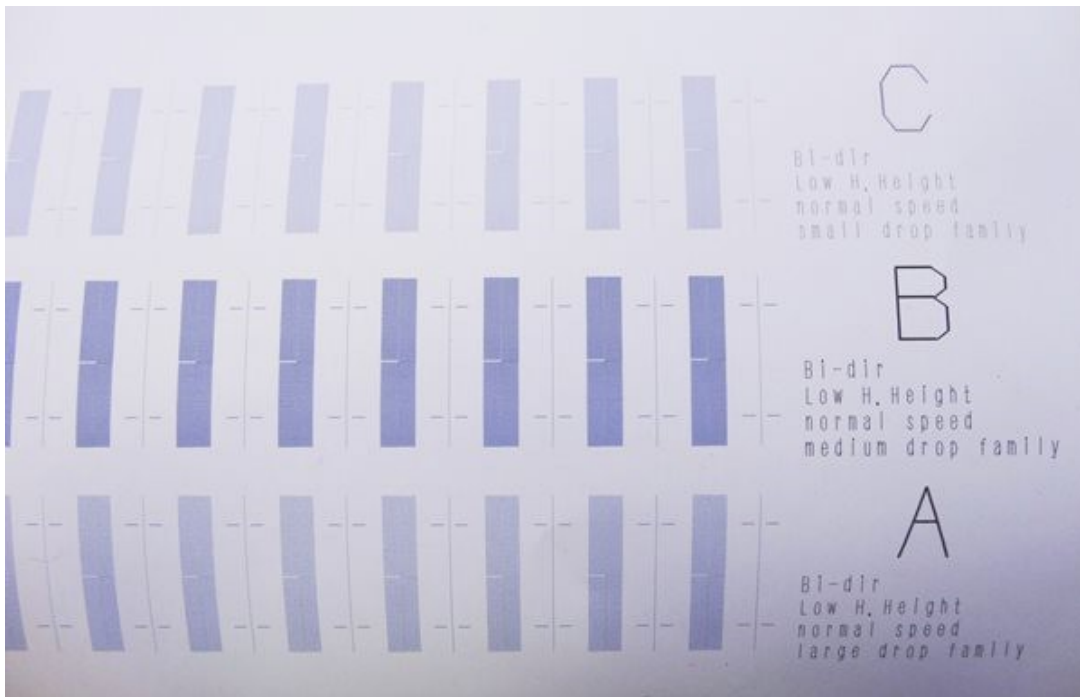 C
Bi-dir
Low H.Height
normal speed
small drop family
B
Bi-dir
Low H.Height
normal speed
medium drop family
A
Bi-dir
Low H.Height
normal speed
large drop family